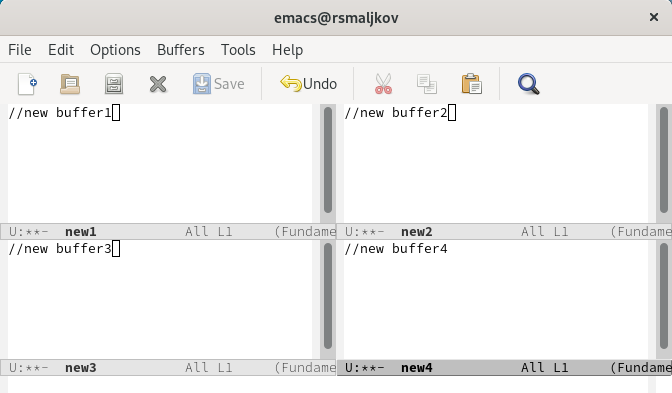 emacs@rsmaljkov ×
File Edit Options Buffers Tools Help
Save Undo
//new buffer1
//new buffer2
U:**- new1 All L1 (Fundame
U:**- new2 All L1 (Fundame
//new buffer3
//new buffer4
U:**- new3 All L1 (Fundame
U:**- new4 All L1 (Fundame